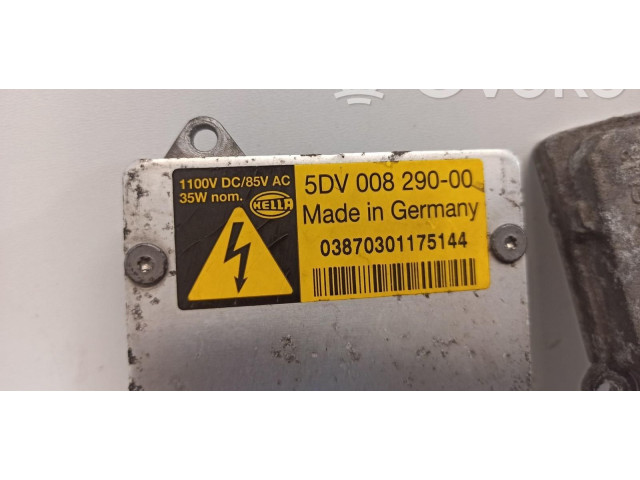 1100V DC/85V AC
35W nom.
HELLA
5DV 008 290-00
Made in Germany
03870301175144